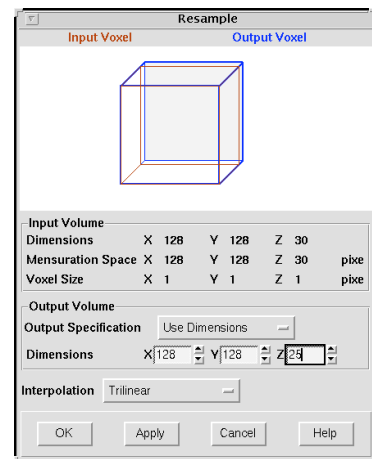 Resample
Input Voxel Output Voxel
Input Volume
Dimensions X 128 Y 128 Z 30
Mensuration Space X 128 Y 128 Z 30 pixe
Voxel Size X 1 Y 1 Z 1 pixe
Output Volume
Output Specification Use Dimensions
Dimensions X 128 Y 128 Z 25
Interpolation Trilinear
OK Apply Cancel Help